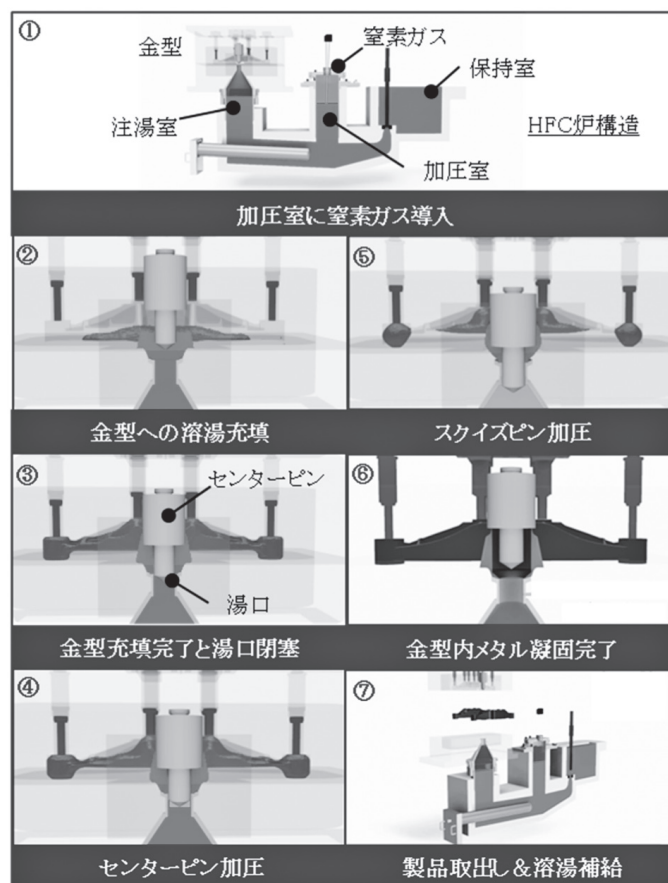 ①
金型
窒素ガス
保持室
注湯室
HFC炉構造
加圧室
加圧室に窒素ガス導入
②
金型への溶湯充填
③
センターピン
湯口
金型充填完了と湯口閉塞
④
センターピン加圧
⑤
スクイズピン加圧
⑥
金型内メタル凝固完了
⑦
製品取出し＆溶湯補給